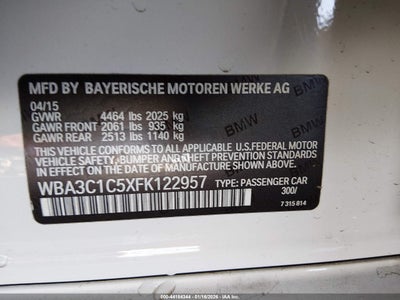 MFD BY BAYERISCHE MOTOREN WERKE AG
04/15
GVWR 4464 lbs 2025 kg
GAWR FRONT 2061 lbs 935 kg
GAWR REAR 2513 lbs 1140 kg
THIS VEHICLE CONFORMS TO ALL APPLICABLE U.S.FEDERAL MOTOR
VEHICLE SAFETY, BUMPER, AND THEFT PREVENTION STANDARDS IN
EFFECT ON THE DATE OF MANUFACTURE SHOWN ABOVE.
WBA3C1C5XFK122957 TYPE: PASSENGER CAR
300/
7 315 814
BMW
BMW
BMW